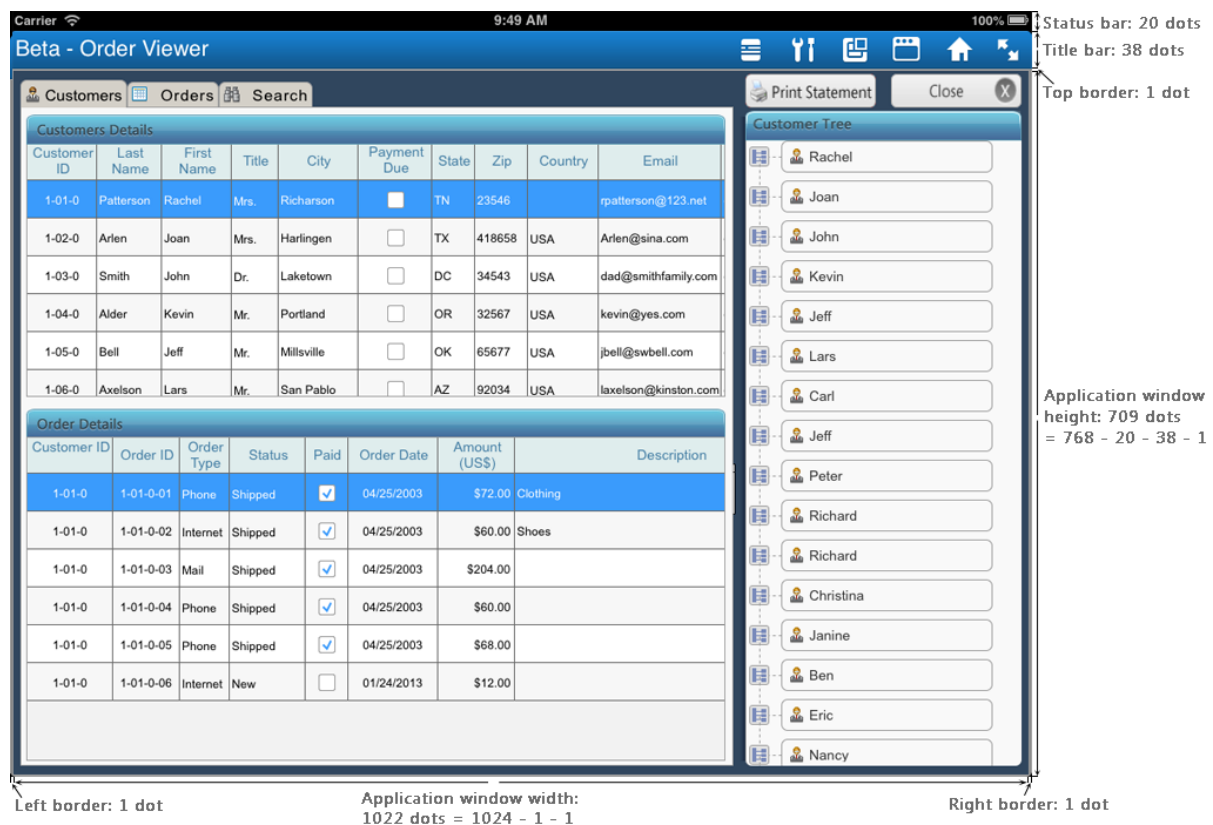 Carrier 9:49 AM 100%
Status bar: 20 dots
Beta - Order Viewer
Title bar: 38 dots
Top border: 1 dot
Customers Orders Search Print Statement Close X
Customers Details
Customer ID Last Name First Name Title City Payment Due State Zip Country Email
1-01-0 Patterson Rachel Mrs. Richarson TN 23546 rpatterson@123.net
1-02-0 Arlen Joan Mrs. Harlingen TX 418658 USA Arlen@sina.com
1-03-0 Smith John Dr. Laketown DC 34543 USA dad@smithfamily.com
1-04-0 Alder Kevin Mr. Portland OR 32567 USA kevin@yes.com
1-05-0 Bell Jeff Mr. Millsville OK 65677 USA jbell@swbell.com
1-06-0 Axelson Lars Mr. San Pablo AZ 92034 USA laxelson@kinston.com
Order Details
Customer ID Order ID Order Type Status Paid Order Date Amount (US$) Description
1-01-0 1-01-0-01 Phone Shipped 04/25/2003 $72.00 Clothing
1-01-0 1-01-0-02 Internet Shipped 04/25/2003 $60.00 Shoes
1-01-0 1-01-0-03 Mail Shipped 04/25/2003 $204.00
1-01-0 1-01-0-04 Phone Shipped 04/25/2003 $60.00
1-01-0 1-01-0-05 Phone Shipped 04/25/2003 $68.00
1-01-0 1-01-0-06 Internet New 01/24/2013 $12.00
Customer Tree
Rachel
Joan
John
Kevin
Jeff
Lars
Carl
Jeff
Peter
Richard
Richard
Christina
Janine
Ben
Eric
Nancy
Application window
height: 709 dots
= 768 - 20 - 38 - 1
Left border: 1 dot
Application window width:
1022 dots = 1024 - 1 - 1
Right border: 1 dot